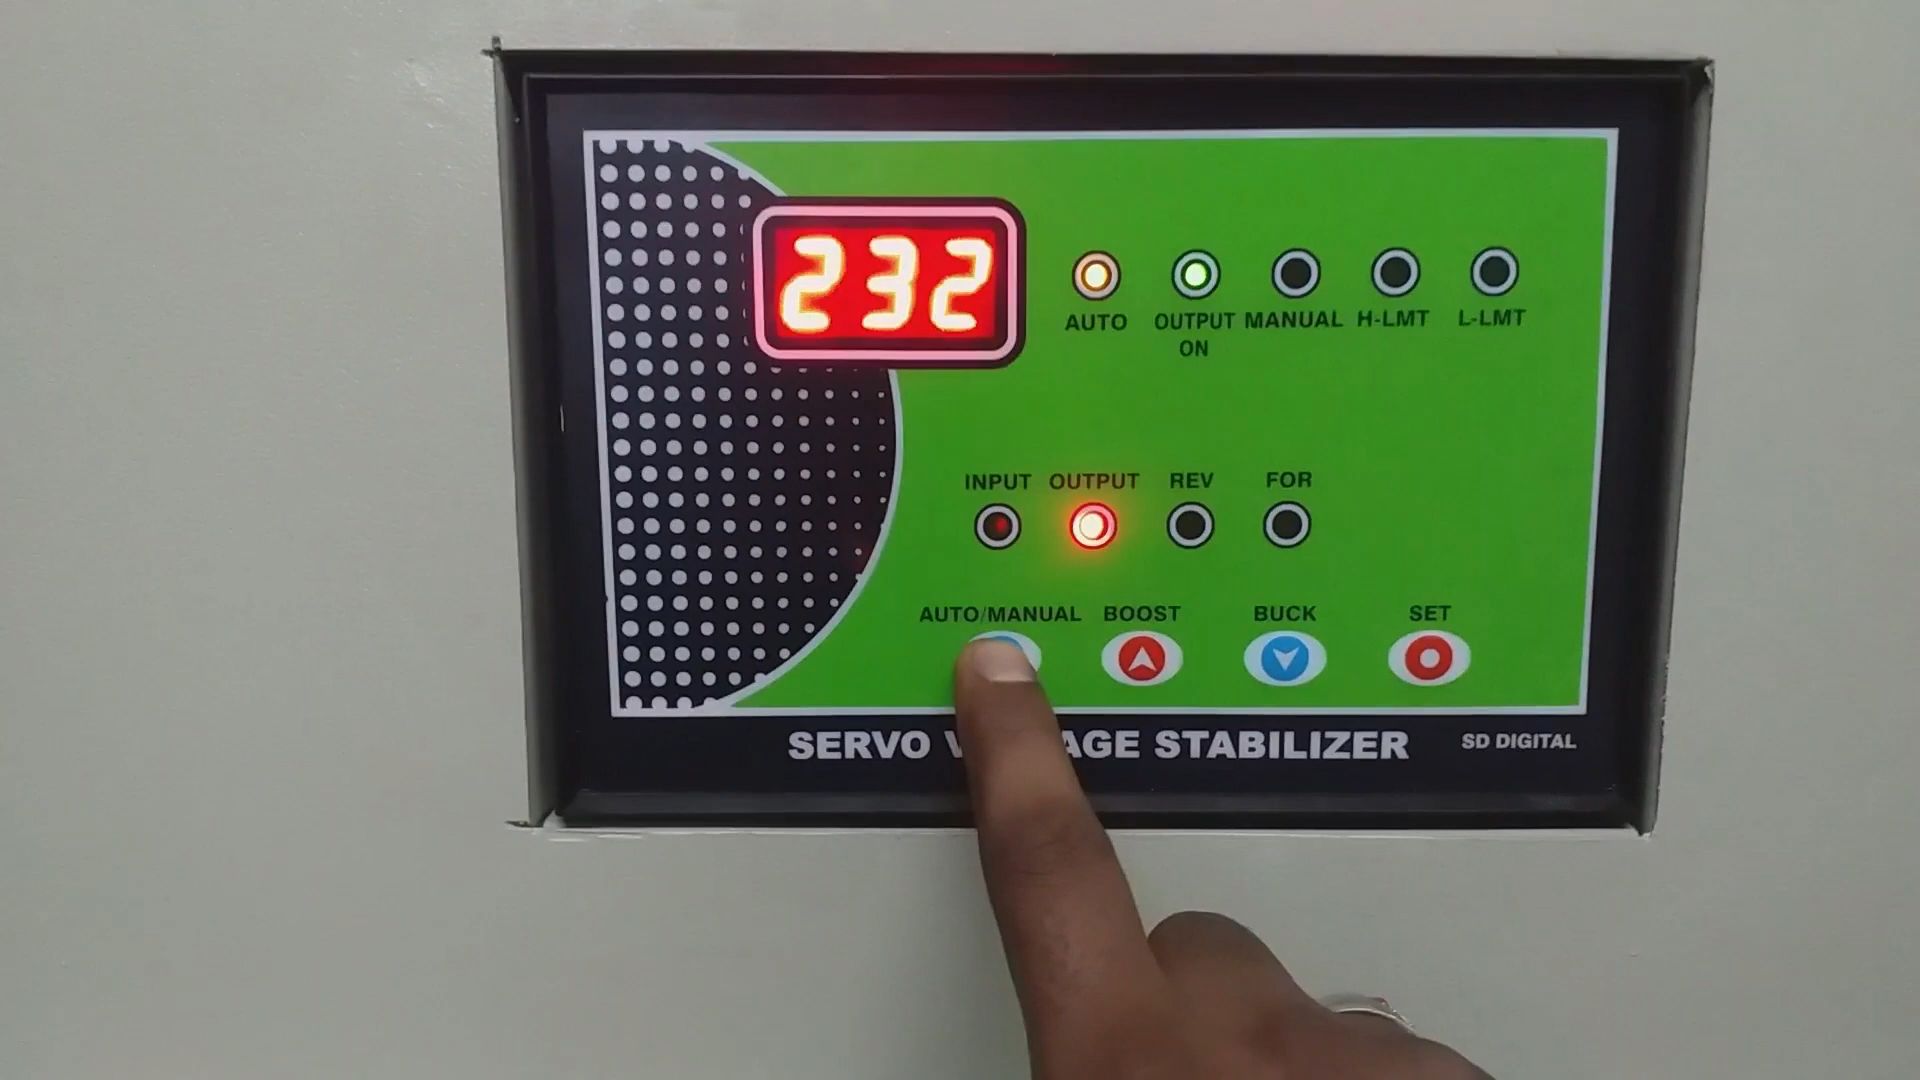 232
AUTO OUTPUT ON MANUAL H-LMT L-LMT
INPUT OUTPUT REV FOR
AUTO/MANUAL BOOST BUCK SET
SERVO STABILIZER SD DIGITAL